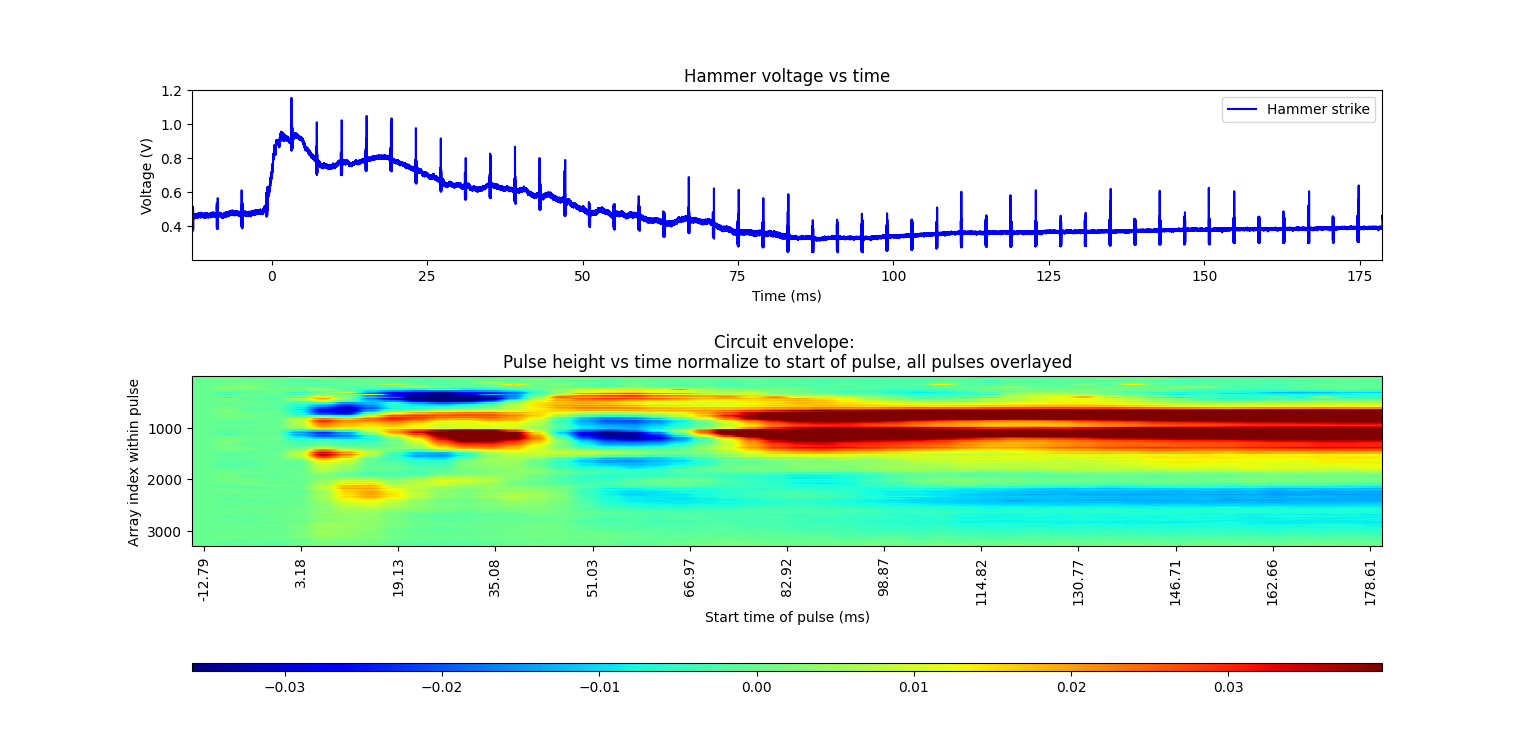 Hammer voltage vs time
Hammer strike
Voltage (V)
1.2
1.0
0.8
0.6
0.4
0 25 50 75 100 125 150 175
Time (ms)
Circuit envelope:
Pulse height vs time normalize to start of pulse, all pulses overlayed
Array index within pulse
1000
2000
3000
-12.79 3.18 19.13 35.08 51.03 66.97 82.92 98.87 114.82 130.77 146.71 162.66 178.61
Start time of pulse (ms)
−0.03 −0.02 −0.01 0.00 0.01 0.02 0.03